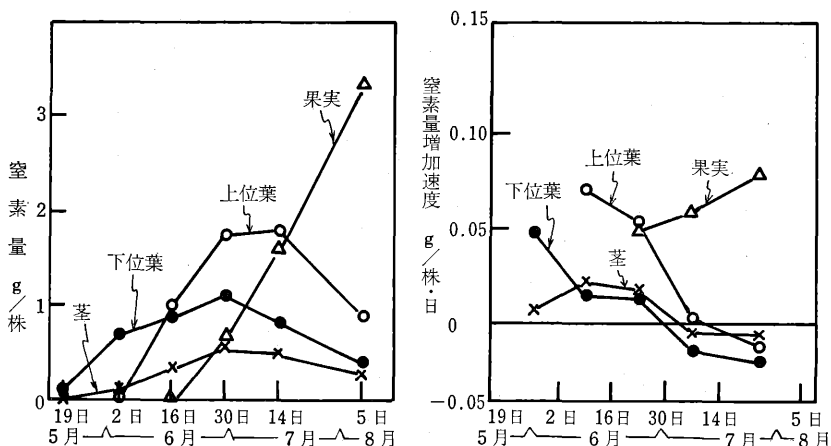 窒素量 g/株
3
2
1
0
果実
上位葉
下位葉
茎
19日 2日 16日 30日 14日 5日
5月 6月 7月 8月
窒素量増加速度 g/株・日
0.15
0.10
0.05
0
−0.05
上位葉
果実
下位葉
茎
19日 2日 16日 30日 14日 5日
5月 6月 7月 8月